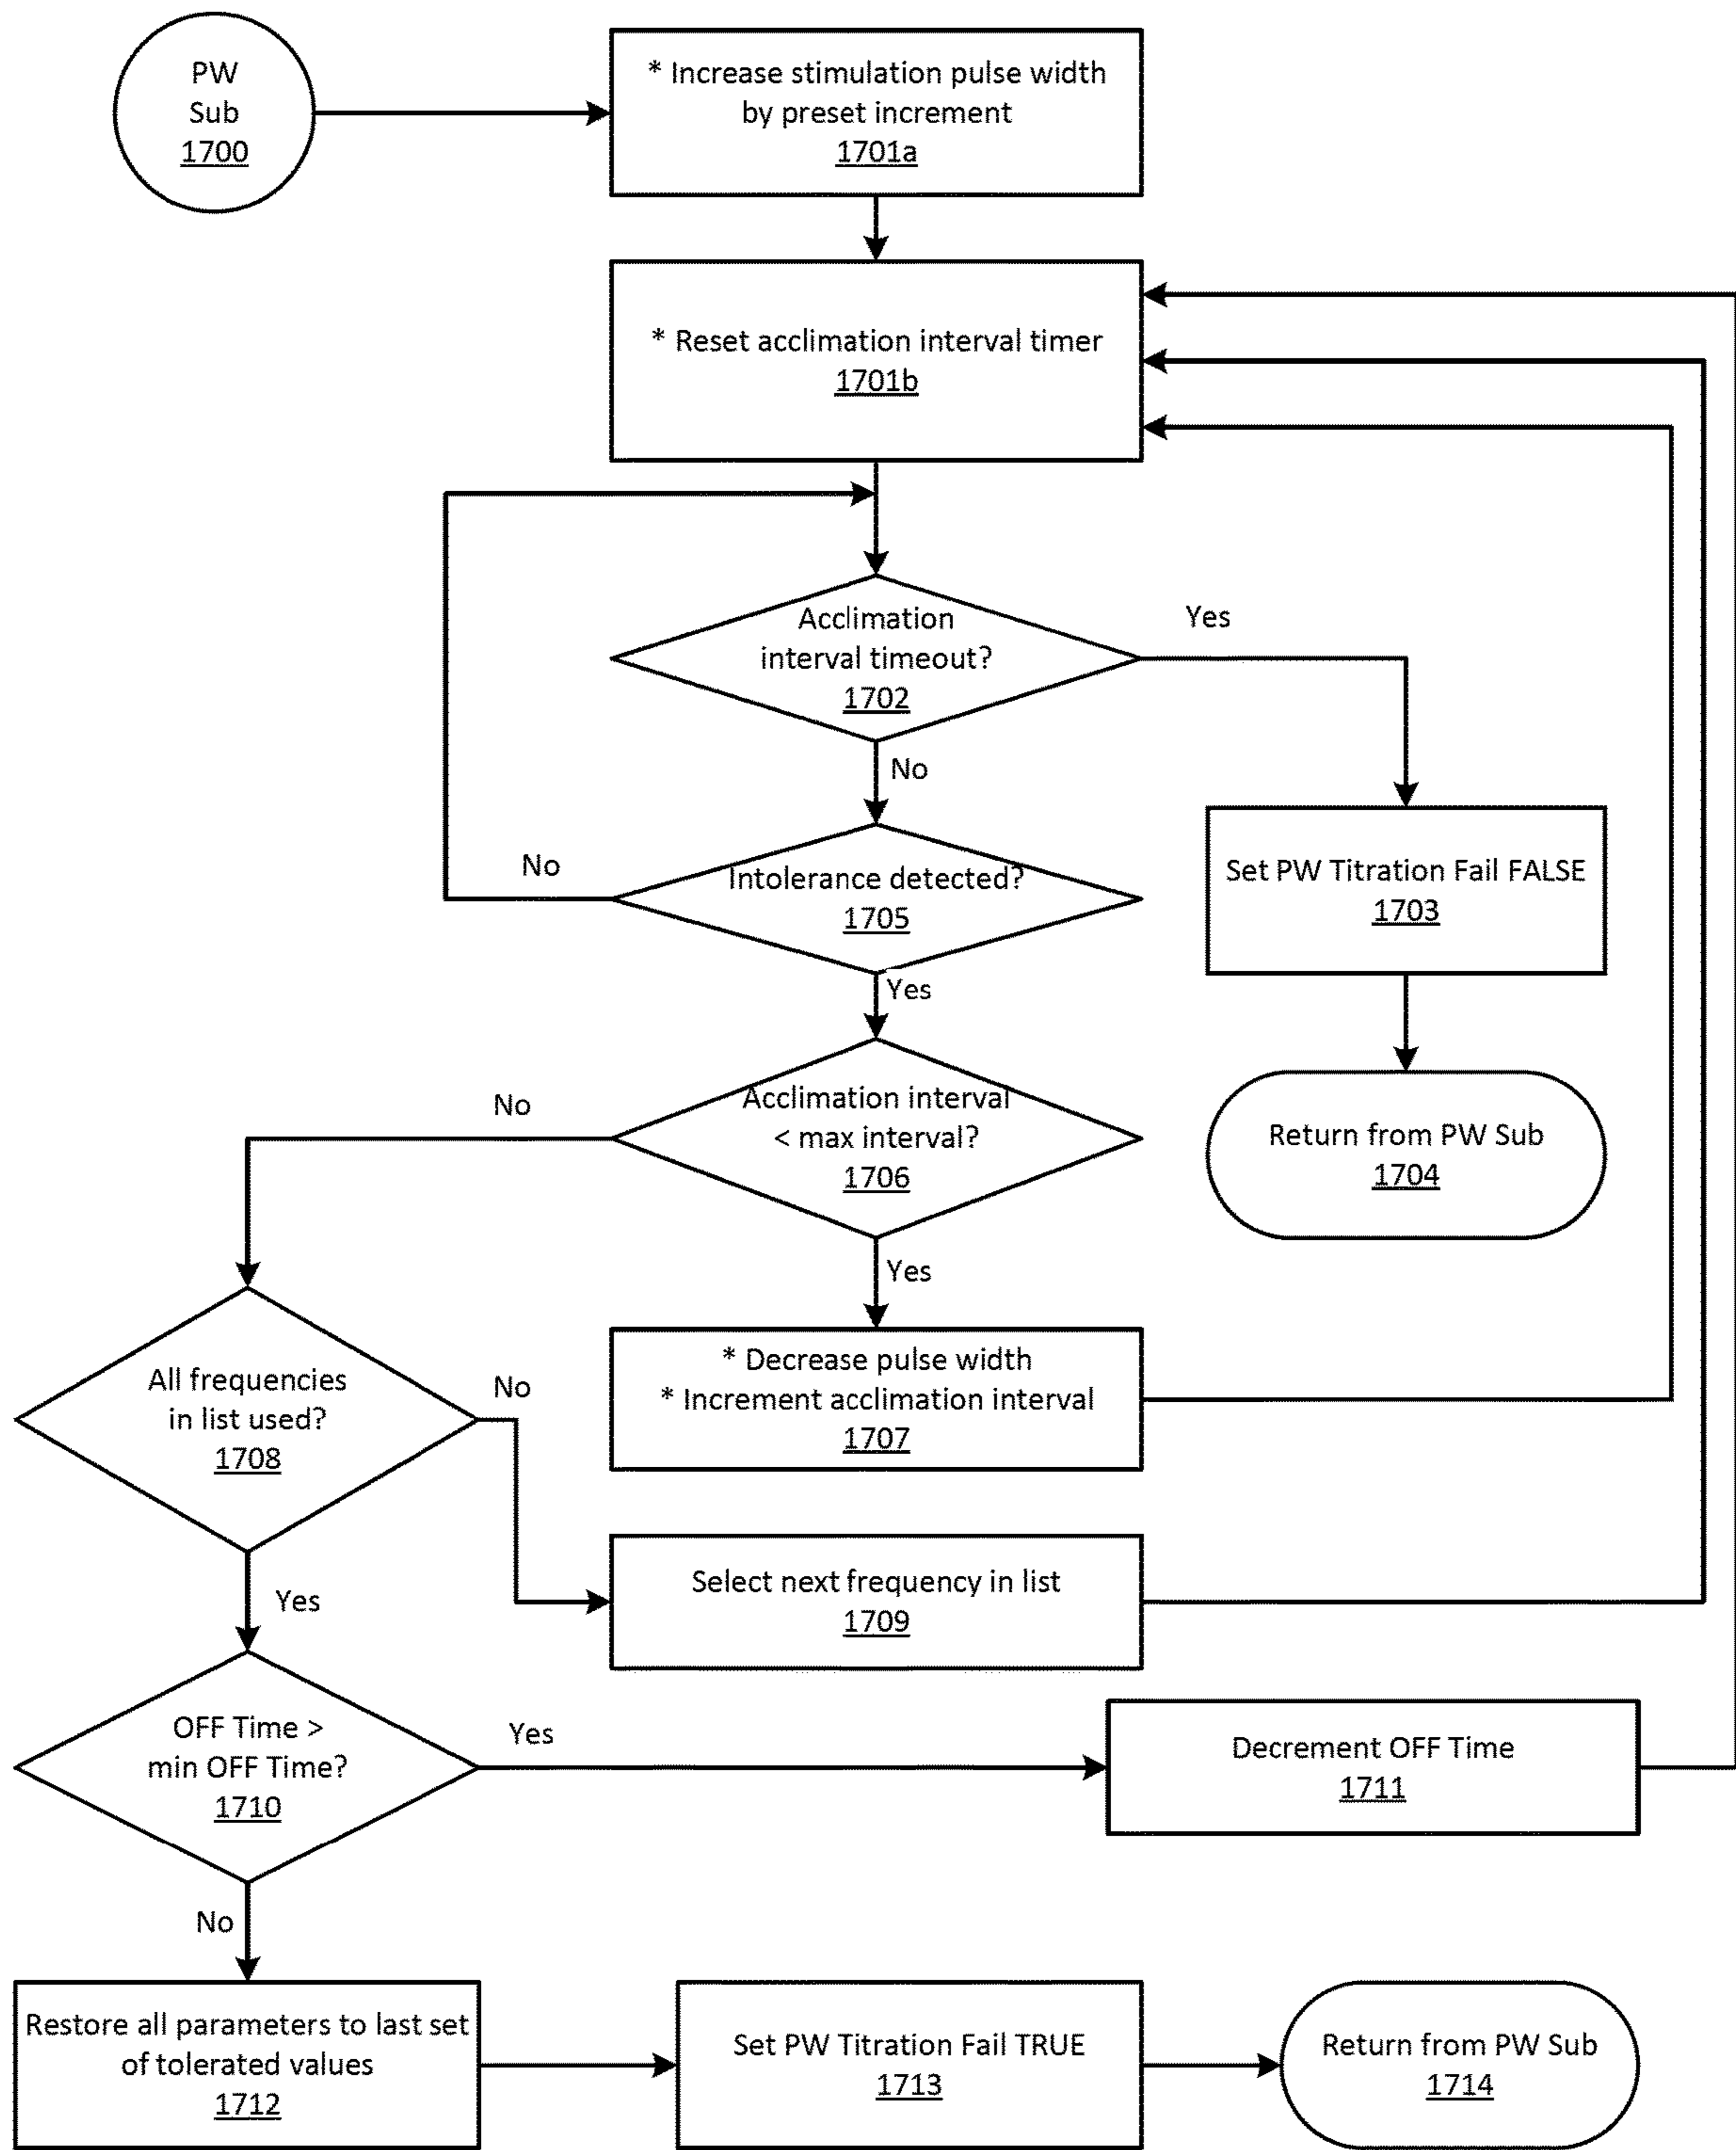 PW
Sub
1700
* Increase stimulation pulse width
by preset increment
1701a
* Reset acclimation interval timer
1701b
Acclimation
interval timeout?
1702
Yes
No
Intolerance detected?
1705
No
Set PW Titration Fail FALSE
1703
Yes
Acclimation interval
< max interval?
1706
No
Return from PW Sub
1704
Yes
* Decrease pulse width
* Increment acclimation interval
1707
All frequencies
in list used?
1708
No
Select next frequency in list
1709
Yes
OFF Time >
min OFF Time?
1710
Yes
Decrement OFF Time
1711
No
Restore all parameters to last set
of tolerated values
1712
Set PW Titration Fail TRUE
1713
Return from PW Sub
1714